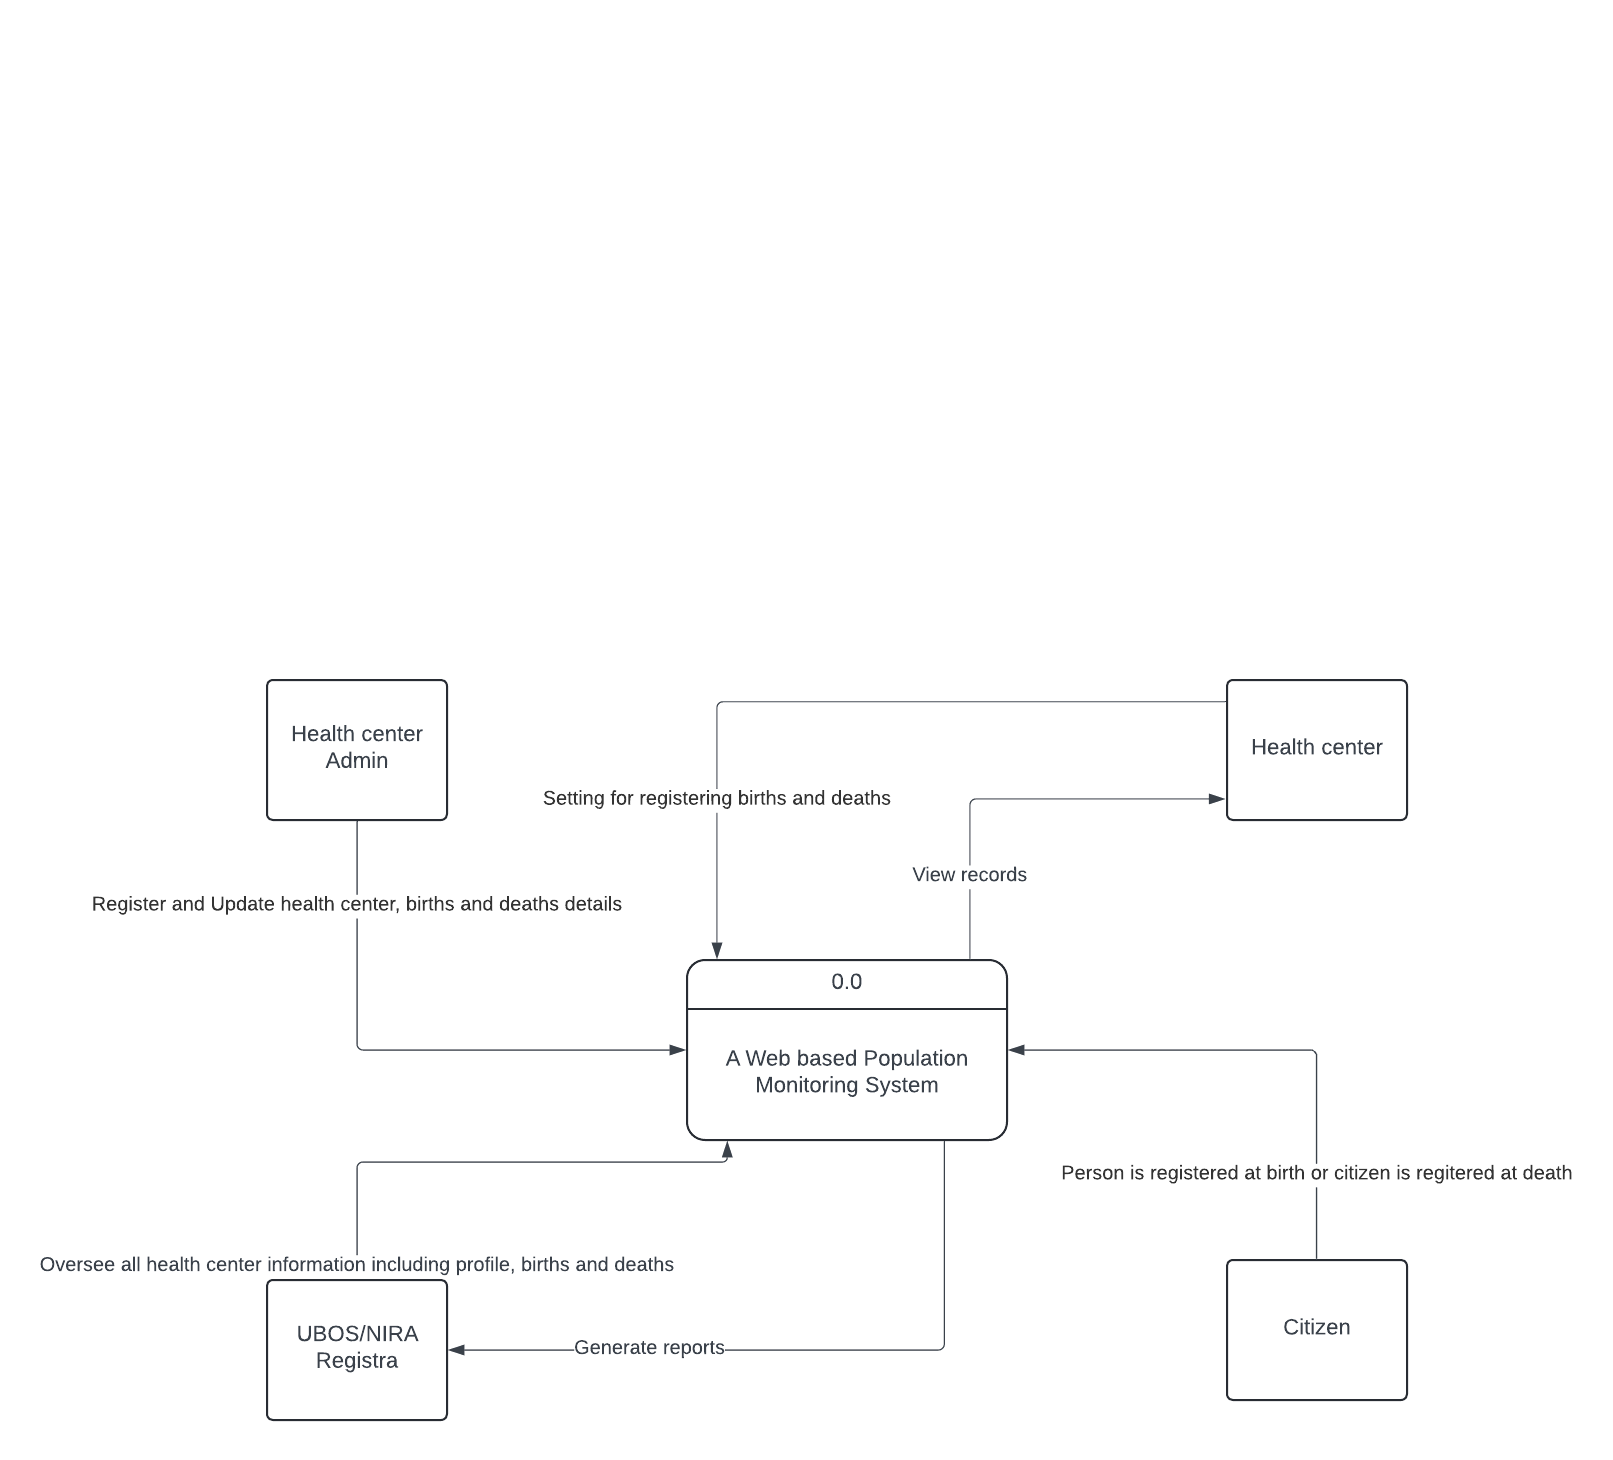 Health center
Admin
Health center
Setting for registering births and deaths
View records
Register and Update health center, births and deaths details
0.0
A Web based Population
Monitoring System
Person is registered at birth or citizen is regitered at death
Oversee all health center information including profile, births and deaths
UBOS/NIRA
Registra
Generate reports
Citizen